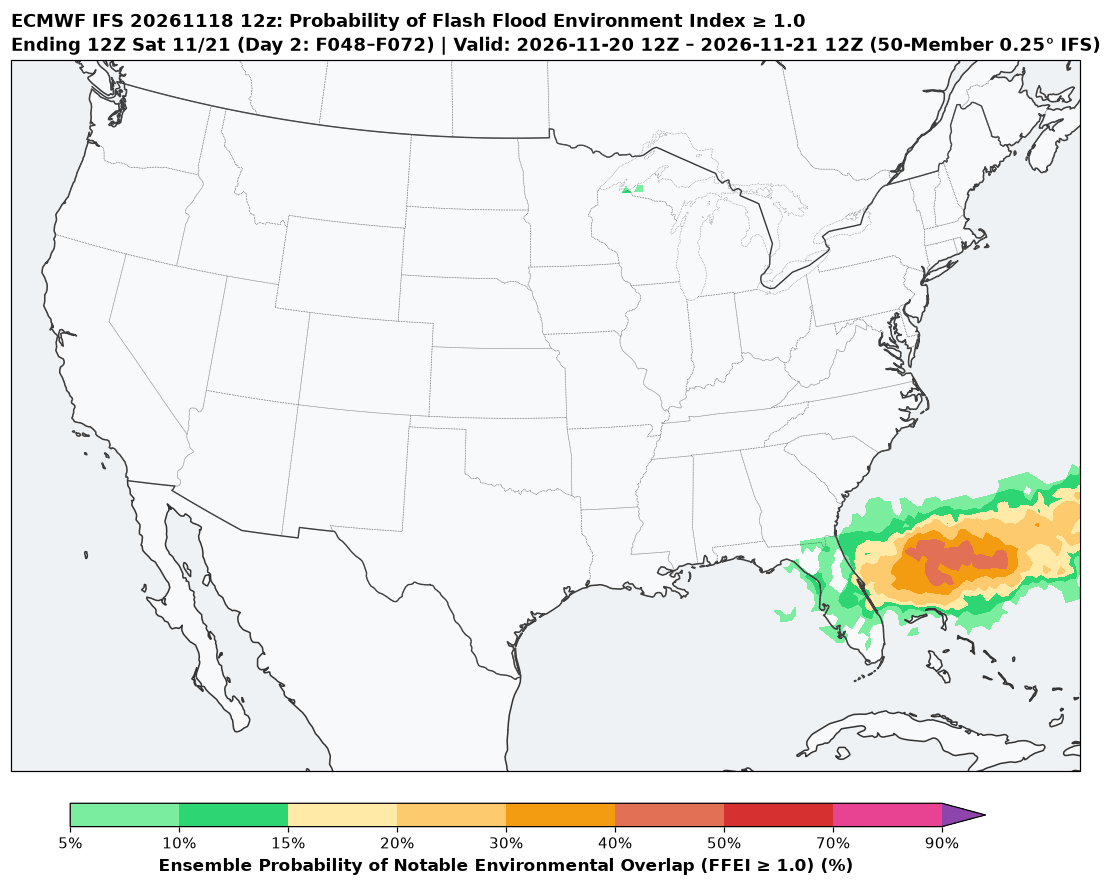 ECMWF IFS 20261118 12z: Probability of Flash Flood Environment Index ≥ 1.0
Ending 12Z Sat 11/21 (Day 2: F048–F072) | Valid: 2026-11-20 12Z – 2026-11-21 12Z (50-Member 0.25° IFS)
5% 10% 15% 20% 30% 40% 50% 70% 90%
Ensemble Probability of Notable Environmental Overlap (FFEI ≥ 1.0) (%)